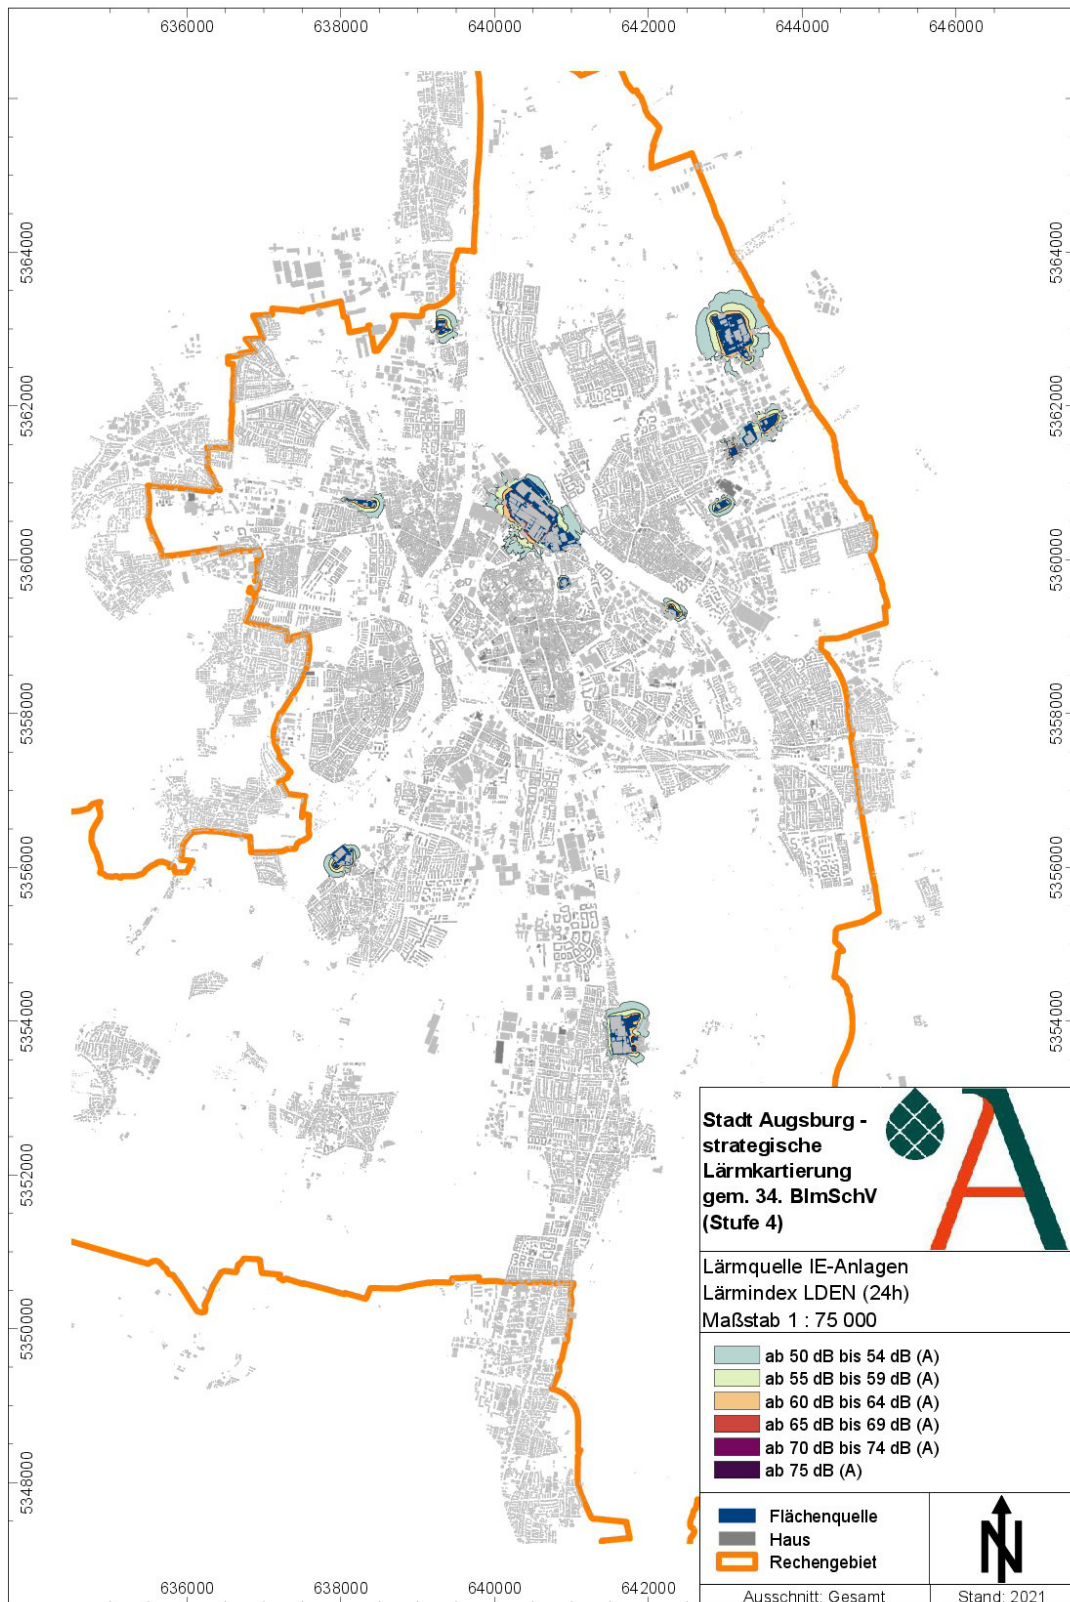 636000 638000 640000 642000 644000 646000
5364000 5364000
5362000 5362000
5360000 5360000
5358000 5358000
5356000 5356000
5354000 5354000
5352000
5350000
5348000
Stadt Augsburg -
strategische
Lärmkartierung
gem. 34. BImSchV
(Stufe 4)
A
Lärmquelle IE-Anlagen
Lärmindex LDEN (24h)
Maßstab 1 : 75 000
ab 50 dB bis 54 dB (A)
ab 55 dB bis 59 dB (A)
ab 60 dB bis 64 dB (A)
ab 65 dB bis 69 dB (A)
ab 70 dB bis 74 dB (A)
ab 75 dB (A)
Flächenquelle
Haus
Rechengebiet
N
636000 638000 640000 642000
Ausschnitt: Gesamt Stand: 2021